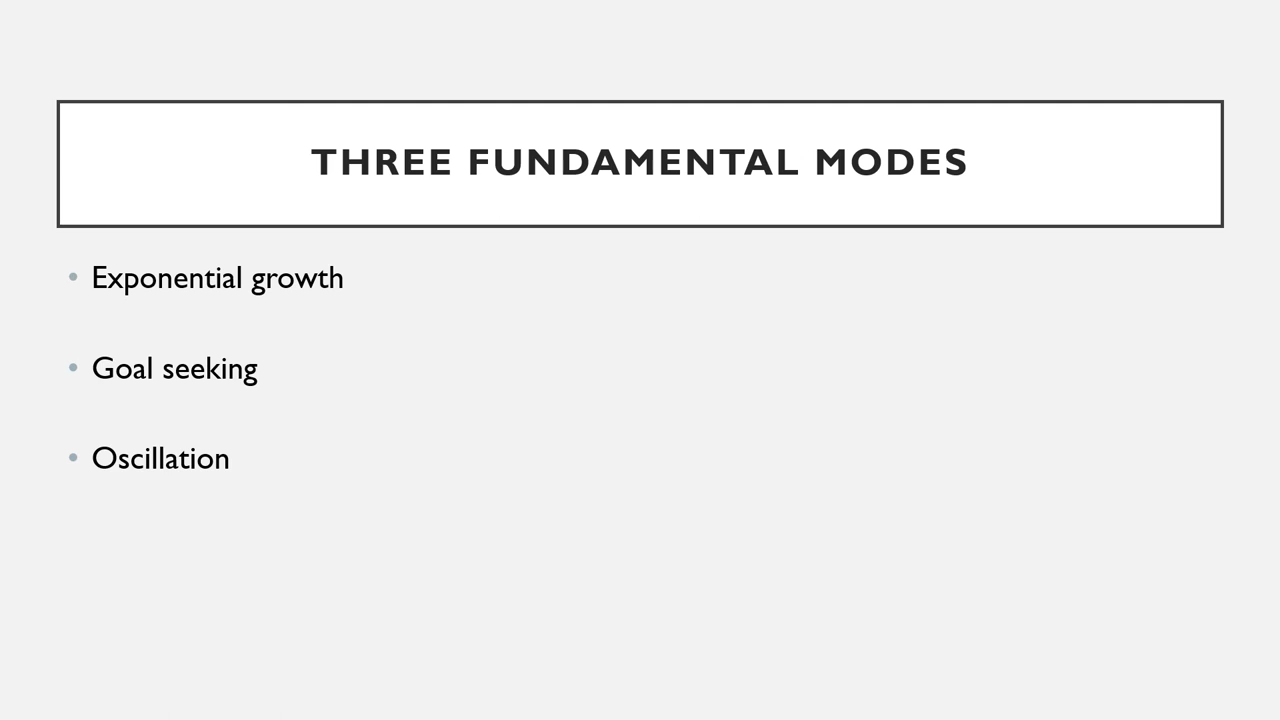 THREE FUNDAMENTAL MODES
• Exponential growth
• Goal seeking
• Oscillation